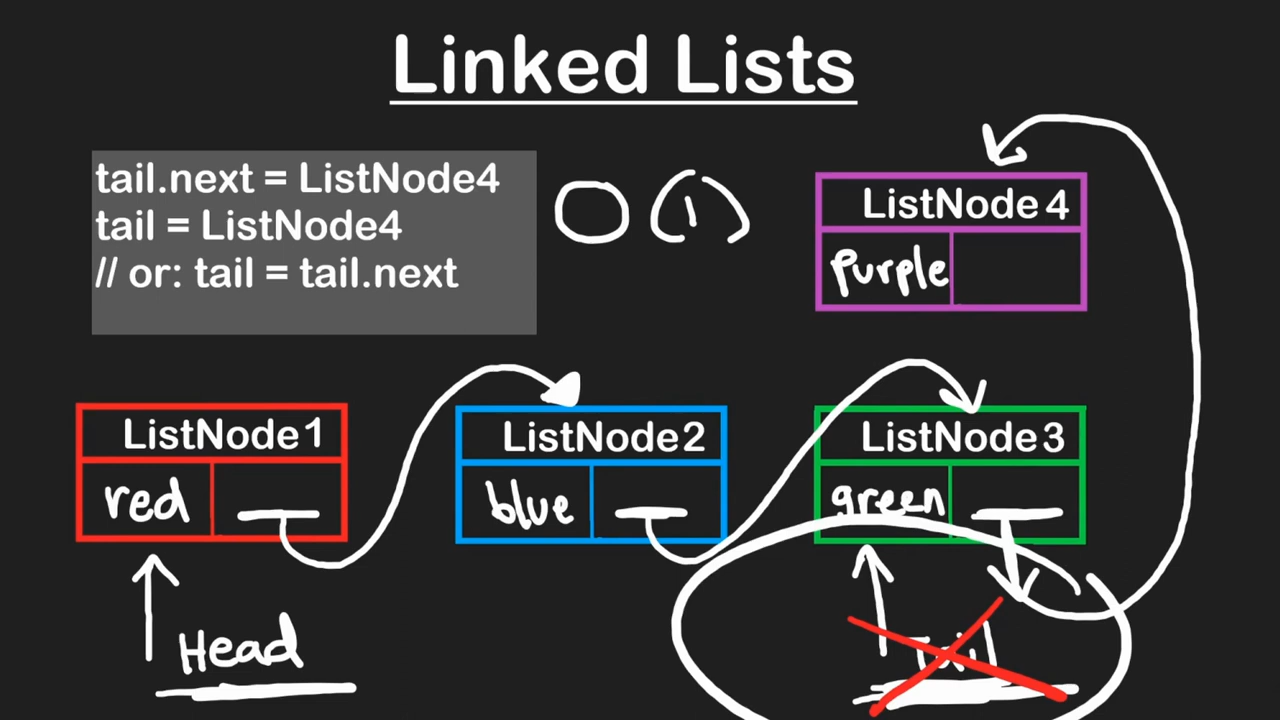 Linked Lists
tail.next = ListNode4
tail = ListNode4
// or: tail = tail.next
O(1)
ListNode4
purple
ListNode1
red
ListNode2
blue
ListNode3
green
Head
Tail